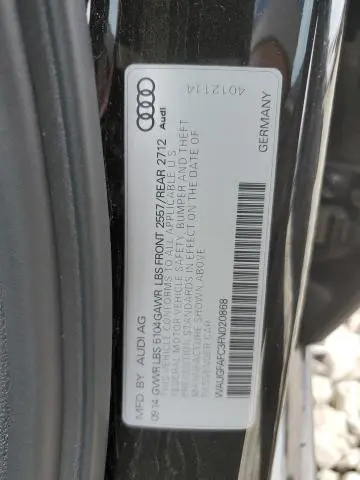 4012114
Audi
GERMANY
MFD. BY AUDI AG
09.14 GVWR LBS 5104 GAWR LBS FRONT 2557/REAR 2712
THIS VEHICLE CONFORMS TO ALL APPLICABLE U.S.
FEDERAL MOTOR VEHICLE SAFETY, BUMPER AND THEFT
PREVENTION STANDARDS IN EFFECT ON THE DATE OF
MANUFACTURE SHOWN ABOVE
PASSENGER CAR
WAUGFAFC3FN020868